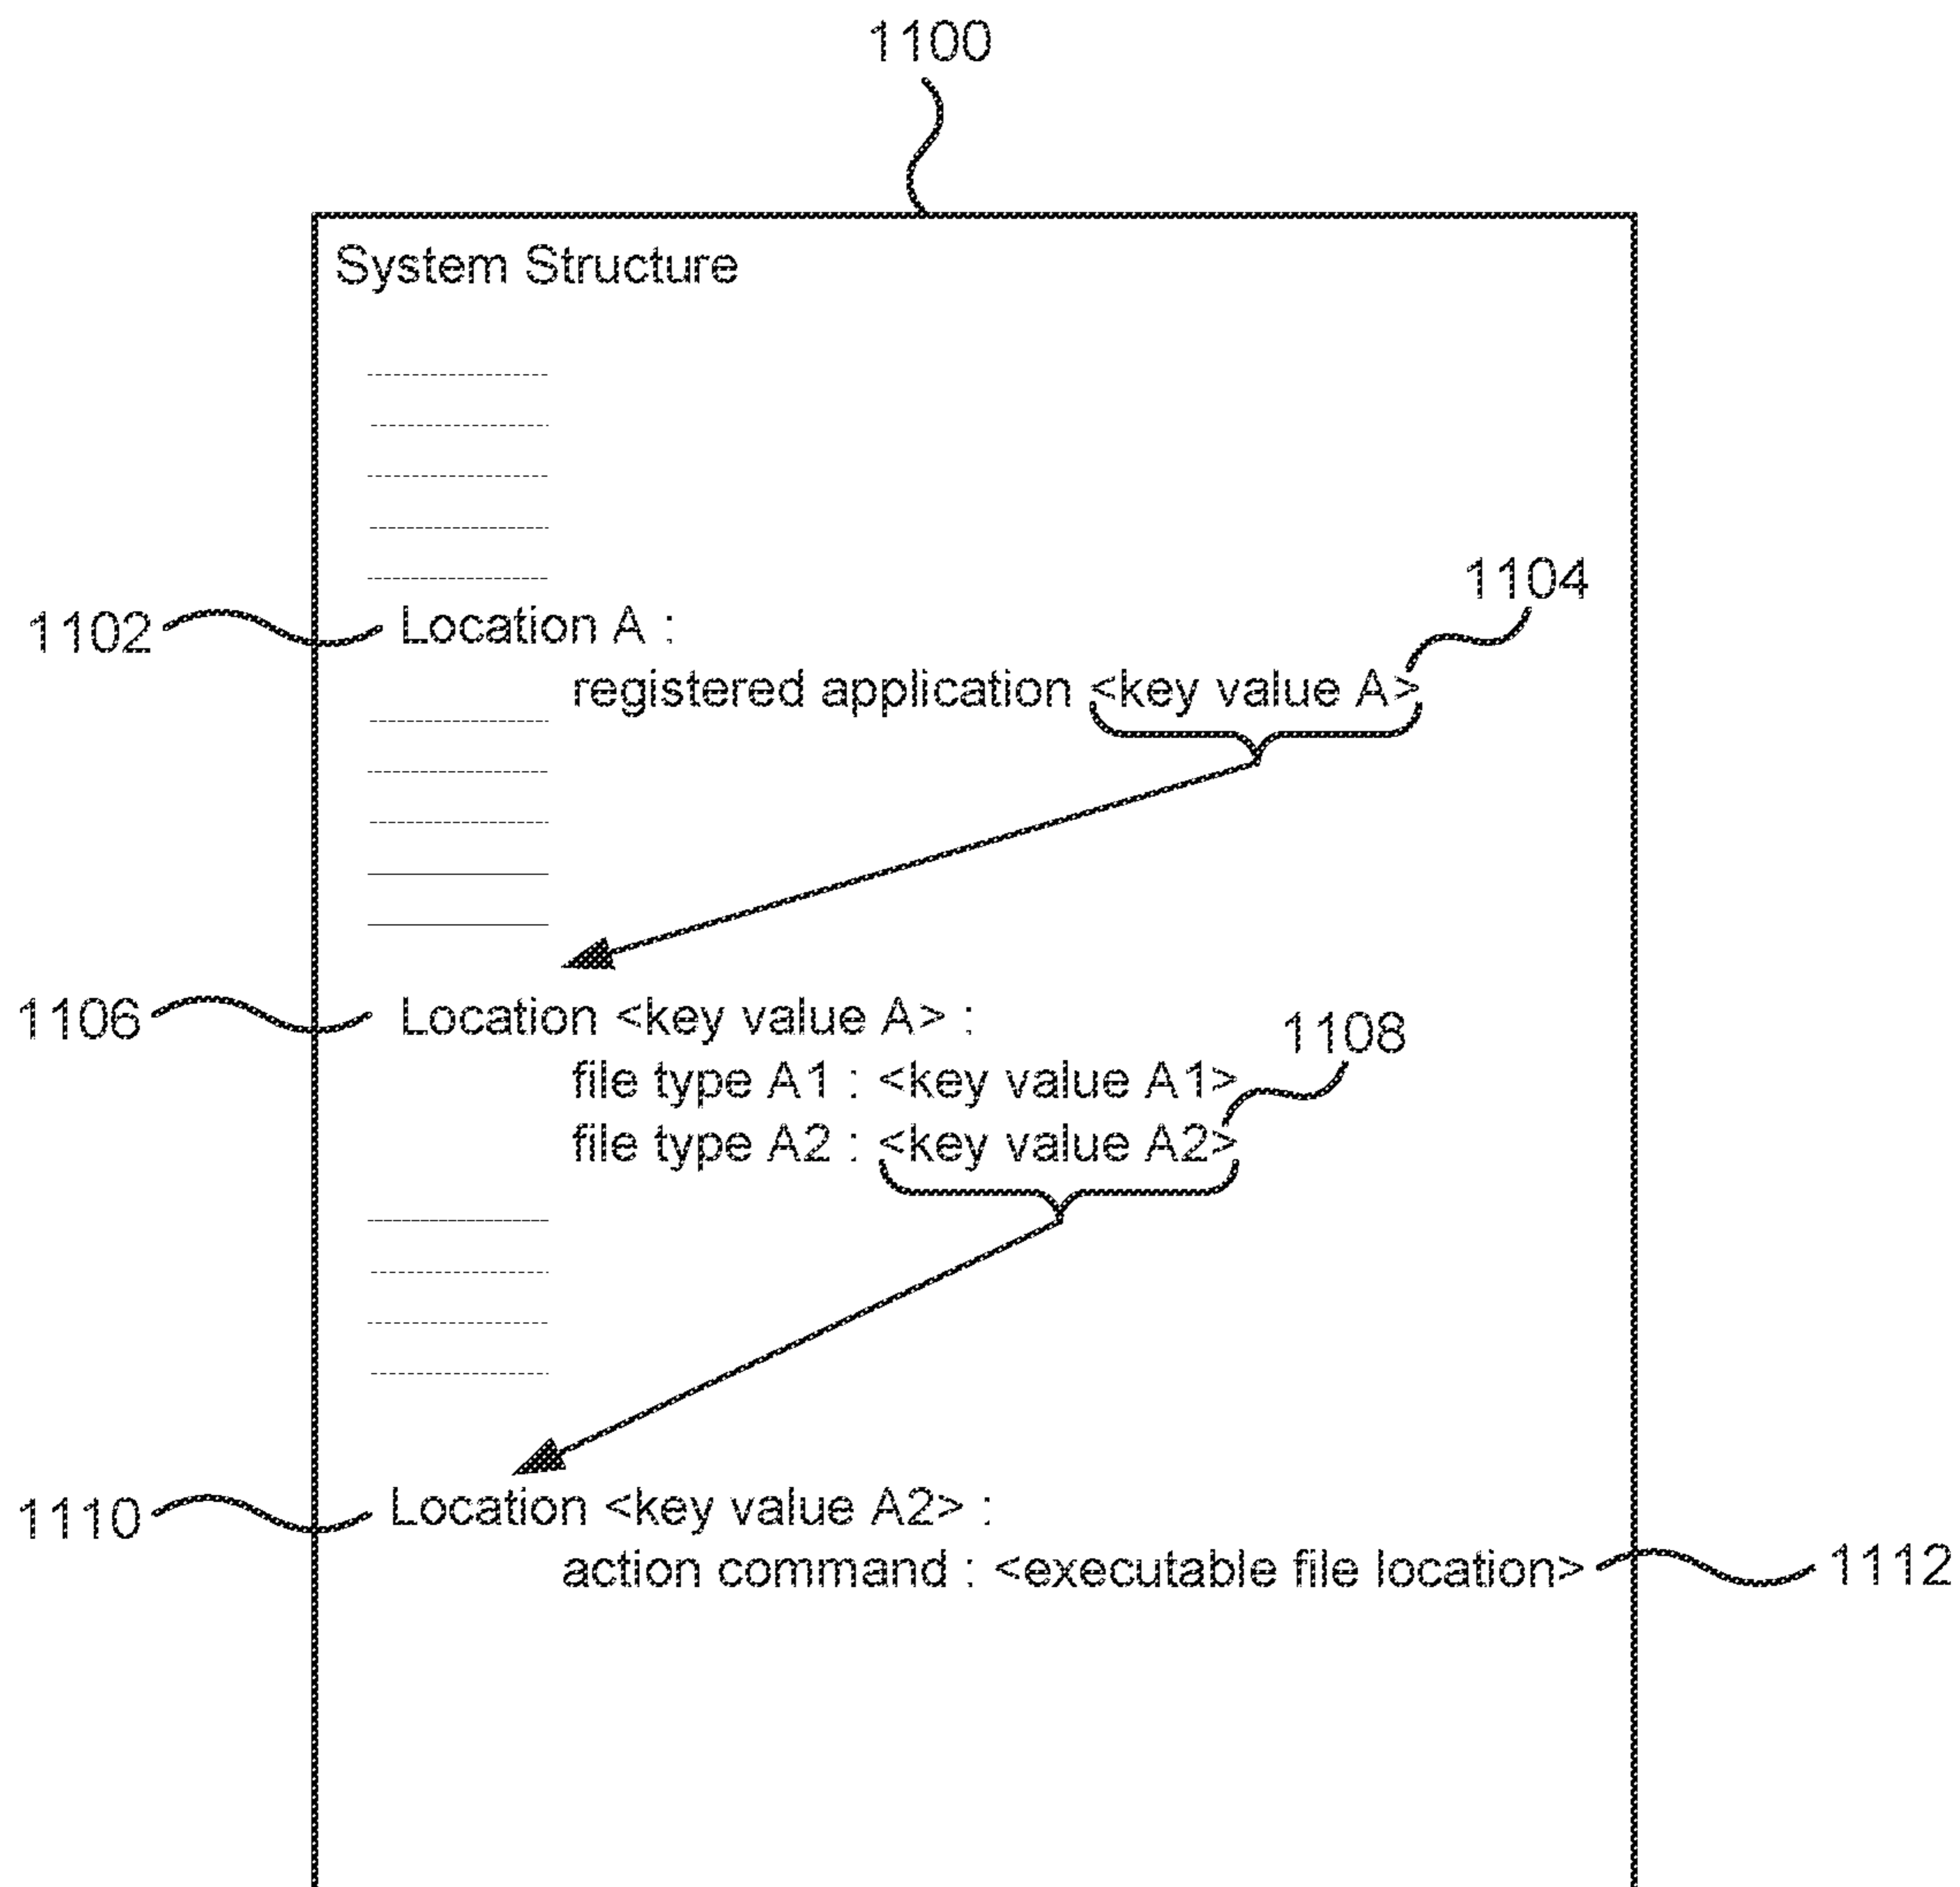 1100
System Structure
1104
1102 Location A :
registered application <key value A>
1106 Location <key value A> :
1108
file type A1 : <key value A1>
file type A2 : <key value A2>
1110 Location <key value A2> :
action command : <executable file location> 1112